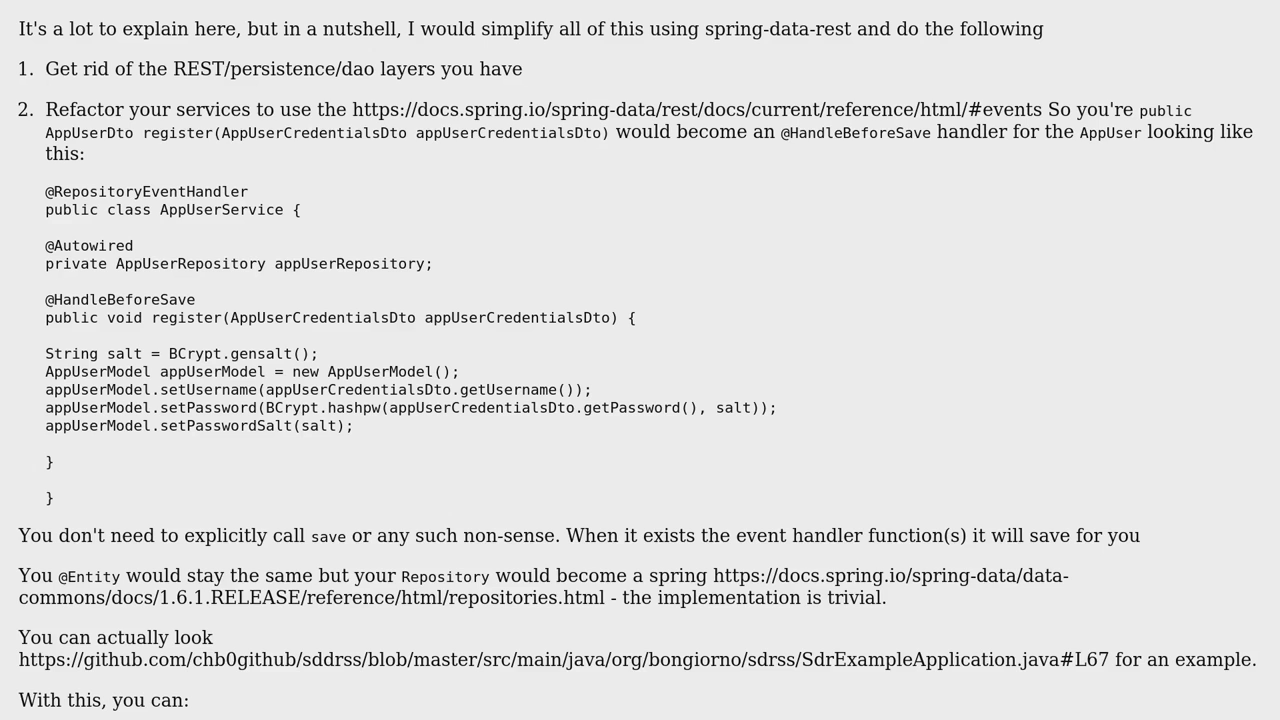 It's a lot to explain here, but in a nutshell, I would simplify all of this using spring-data-rest and do the following
1. Get rid of the REST/persistence/dao layers you have
2. Refactor your services to use the https://docs.spring.io/spring-data/rest/docs/current/reference/html/#events So you're public
AppUserDto register(AppUserCredentialsDto appUserCredentialsDto) would become an @HandleBeforeSave handler for the AppUser looking like
this:
@RepositoryEventHandler
public class AppUserService {
@Autowired
private AppUserRepository appUserRepository;
@HandleBeforeSave
public void register(AppUserCredentialsDto appUserCredentialsDto) {
String salt = BCrypt.gensalt();
AppUserModel appUserModel = new AppUserModel();
appUserModel.setUsername(appUserCredentialsDto.getUsername());
appUserModel.setPassword(BCrypt.hashpw(appUserCredentialsDto.getPassword(), salt));
appUserModel.setPasswordSalt(salt);
}
}
You don't need to explicitly call save or any such non-sense. When it exists the event handler function(s) it will save for you
You @Entity would stay the same but your Repository would become a spring https://docs.spring.io/spring-data/data-
commons/docs/1.6.1.RELEASE/reference/html/repositories.html - the implementation is trivial.
You can actually look
https://github.com/chb0github/sddrss/blob/master/src/main/java/org/bongiorno/sdrss/SdrExampleApplication.java#L67 for an example.
With this, you can: